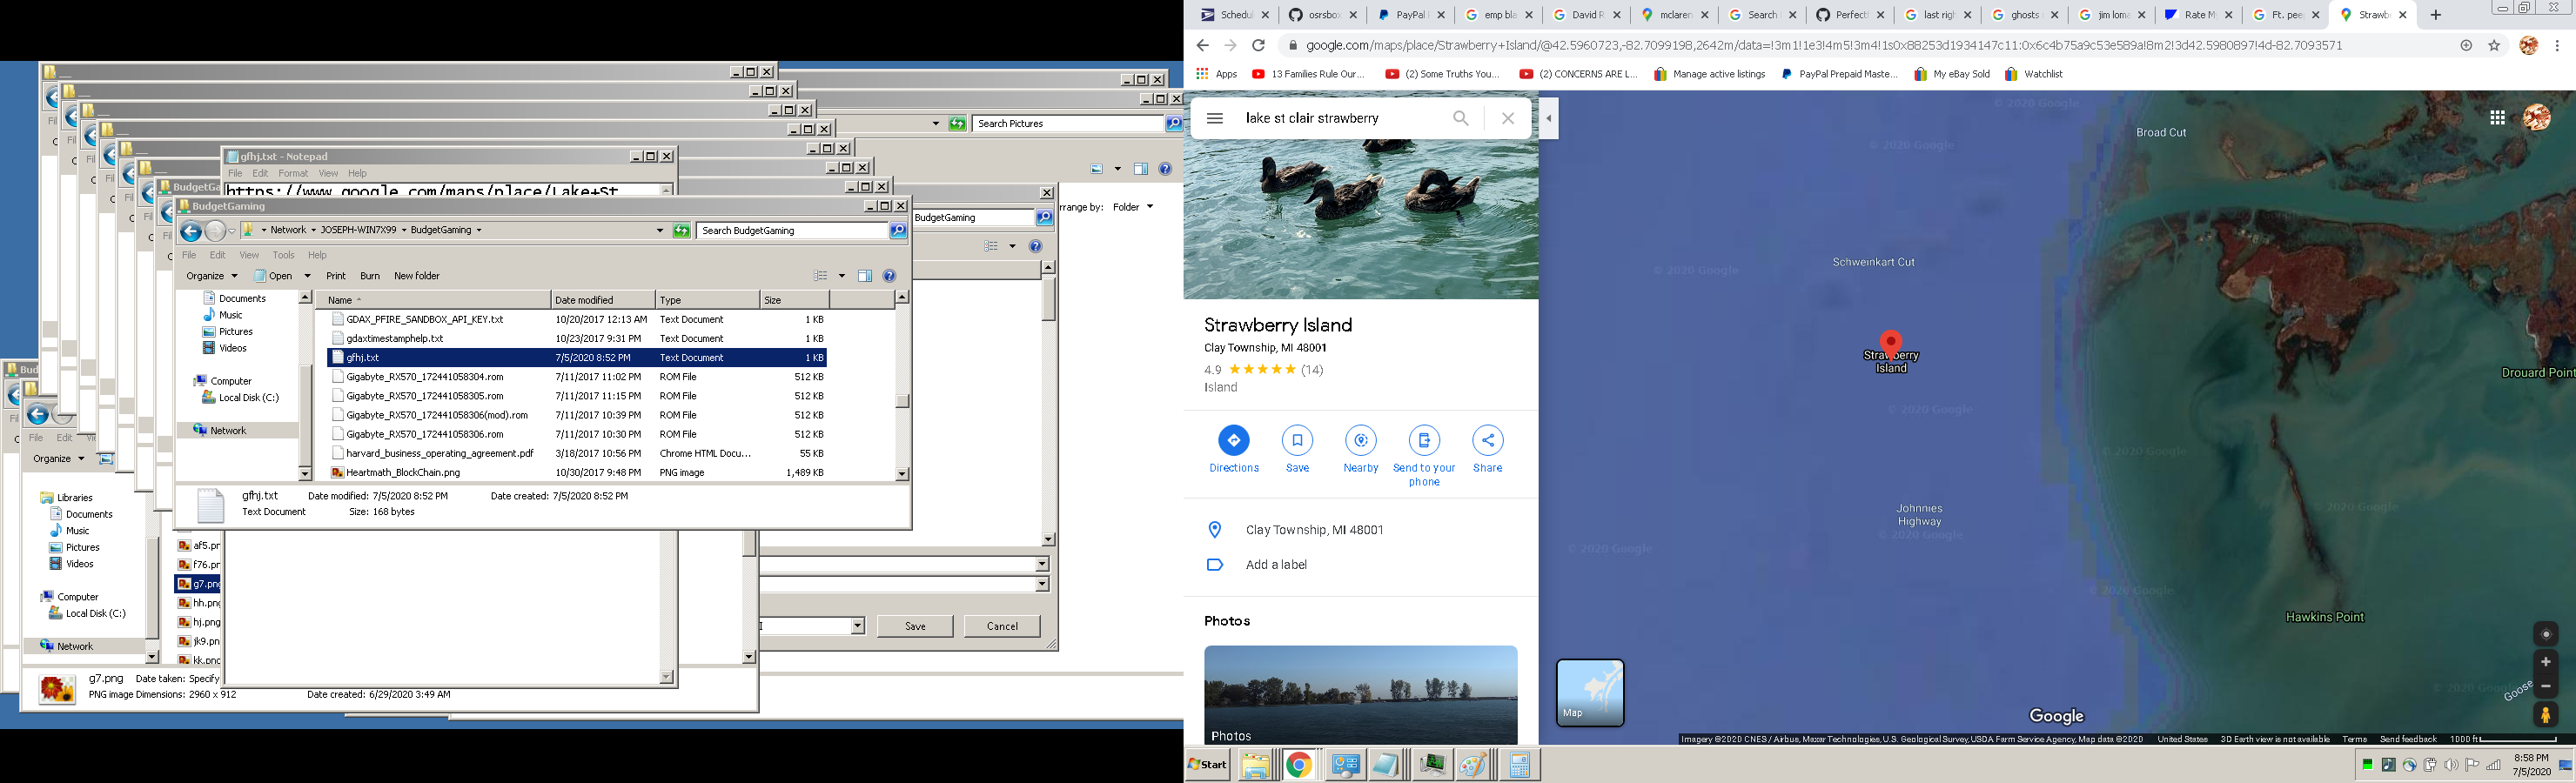 gfhj.txt - Notepad
File Edit Format View Help
https://www.google.com/maps/place/Lake+St
BudgetGaming
Network JOSEPH-WIN7X99 BudgetGaming
Search BudgetGaming
File Edit View Tools Help
Organize Open Print Burn New folder
Documents
Music
Pictures
Videos
Computer
Local Disk (C:)
Network
Name Date modified Type Size
GDAX_PFIRE_SANDBOX_API_KEY.txt 10/20/2017 12:13 AM Text Document 1 KB
gdaxtimestamphelp.txt 10/23/2017 9:31 PM Text Document 1 KB
gfhj.txt 7/5/2020 8:52 PM Text Document 1 KB
Gigabyte_RX570_172441058304.rom 7/11/2017 11:02 PM ROM File 512 KB
Gigabyte_RX570_172441058305.rom 7/11/2017 11:15 PM ROM File 512 KB
Gigabyte_RX570_172441058306(mod).rom 7/11/2017 10:39 PM ROM File 512 KB
Gigabyte_RX570_172441058306.rom 7/11/2017 10:30 PM ROM File 512 KB
harvard_business_operating_agreement.pdf 3/18/2017 10:56 PM Chrome HTML Docu... 55 KB
Heartmath_BlockChain.png 10/30/2017 9:48 PM PNG image 1,489 KB
gfhj.txt Date modified: 7/5/2020 8:52 PM Date created: 7/5/2020 8:52 PM
Text Document Size: 168 bytes
Search Pictures
Arrange by: Folder
BudgetGaming
File Edit
Organize
Libraries
Documents
Music
Pictures
Videos
Computer
Local Disk (C:)
Network
af5.png
f76.pn
g7.png
hh.png
hj.png
jk9.pn
kk.png
Save Cancel
g7.png Date taken: Specify
PNG image Dimensions: 2960 x 912 Date created: 6/29/2020 3:49 AM
Schedul osrsbox PayPal emp bla David R mclaren Search Perfectf last righ ghosts jim loma Rate M Ft. pee Strawbe
google.com/maps/place/Strawberry+Island/@42.5960723,-82.7099198,2642m/data=!3m1!1e3!4m5!3m4!1s0x88253d1934147c11:0x6c4b75a9c53e589a!8m2!3d42.5980897!4d-82.7093571
Apps 13 Families Rule Our... (2) Some Truths You... (2) CONCERNS ARE L... Manage active listings PayPal Prepaid Maste... My eBay Sold Watchlist
lake st clair strawberry
Strawberry Island
Clay Township, MI 48001
4.9 (14)
Island
Directions
Save
Nearby
Send to your phone
Share
Clay Township, MI 48001
Add a label
Photos
Photos
© 2020 Google
Broad Cut
Schweinkart Cut
Strawberry
Island
Drouard Point
Johnnies
Highway
Hawkins Point
Goose
Map
Google
Imagery ©2020 CNES / Airbus, Maxar Technologies, U.S. Geological Survey, USDA Farm Service Agency, Map data ©2020 United States 3D Earth view is not available Terms Send feedback 1000 ft
Start
8:58 PM
7/5/2020